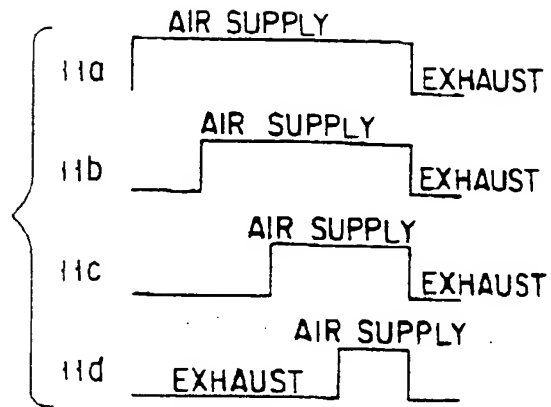 AIR SUPPLY
11a
EXHAUST
AIR SUPPLY
11b
EXHAUST
AIR SUPPLY
11c
EXHAUST
AIR SUPPLY
11d
EXHAUST